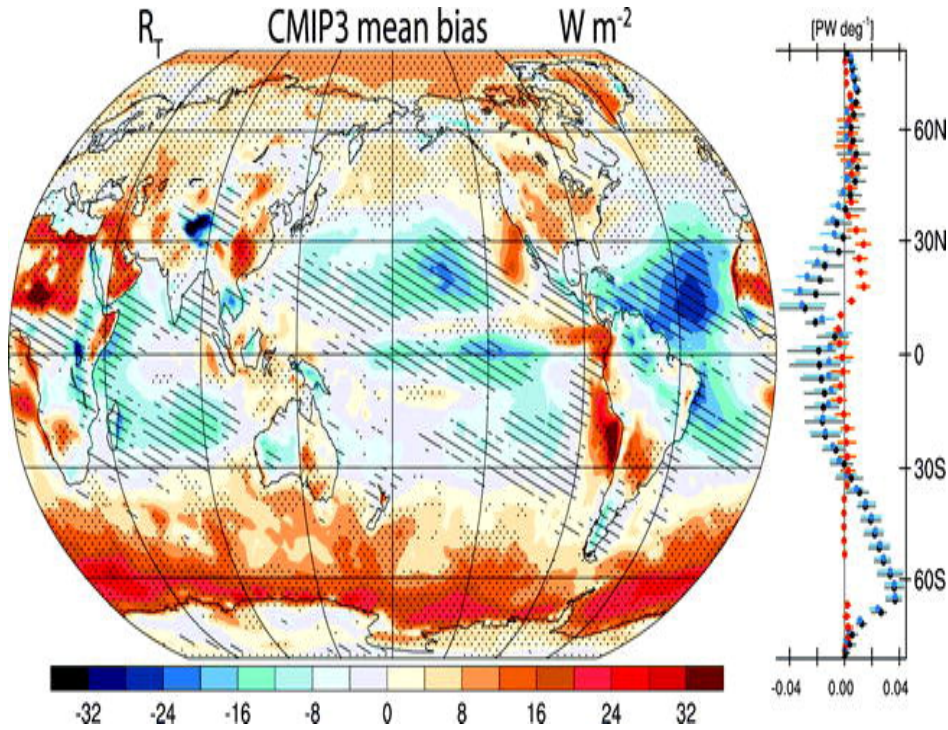 R_T CMIP3 mean bias W m⁻² [PW deg⁻¹]
60N
30N
0
30S
60S
-32 -24 -16 -8 0 8 16 24 32
-0.04 0.00 0.04